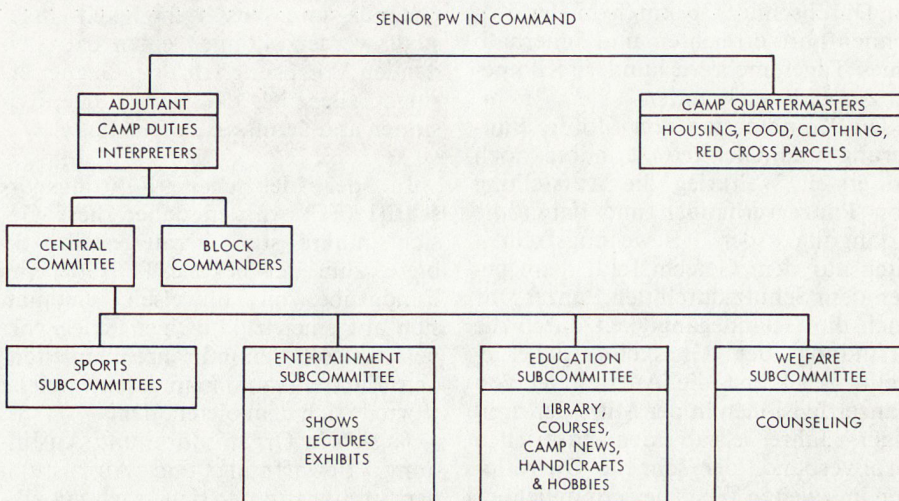 SENIOR PW IN COMMAND
ADJUTANT
CAMP DUTIES
INTERPRETERS
CAMP QUARTERMASTERS
HOUSING, FOOD, CLOTHING,
RED CROSS PARCELS
CENTRAL
COMMITTEE
BLOCK
COMMANDERS
SPORTS
SUBCOMMITTEES
ENTERTAINMENT
SUBCOMMITTEE
SHOWS
LECTURES
EXHIBITS
EDUCATION
SUBCOMMITTEE
LIBRARY,
COURSES,
CAMP NEWS,
HANDICRAFTS
& HOBBIES
WELFARE
SUBCOMMITTEE
COUNSELING